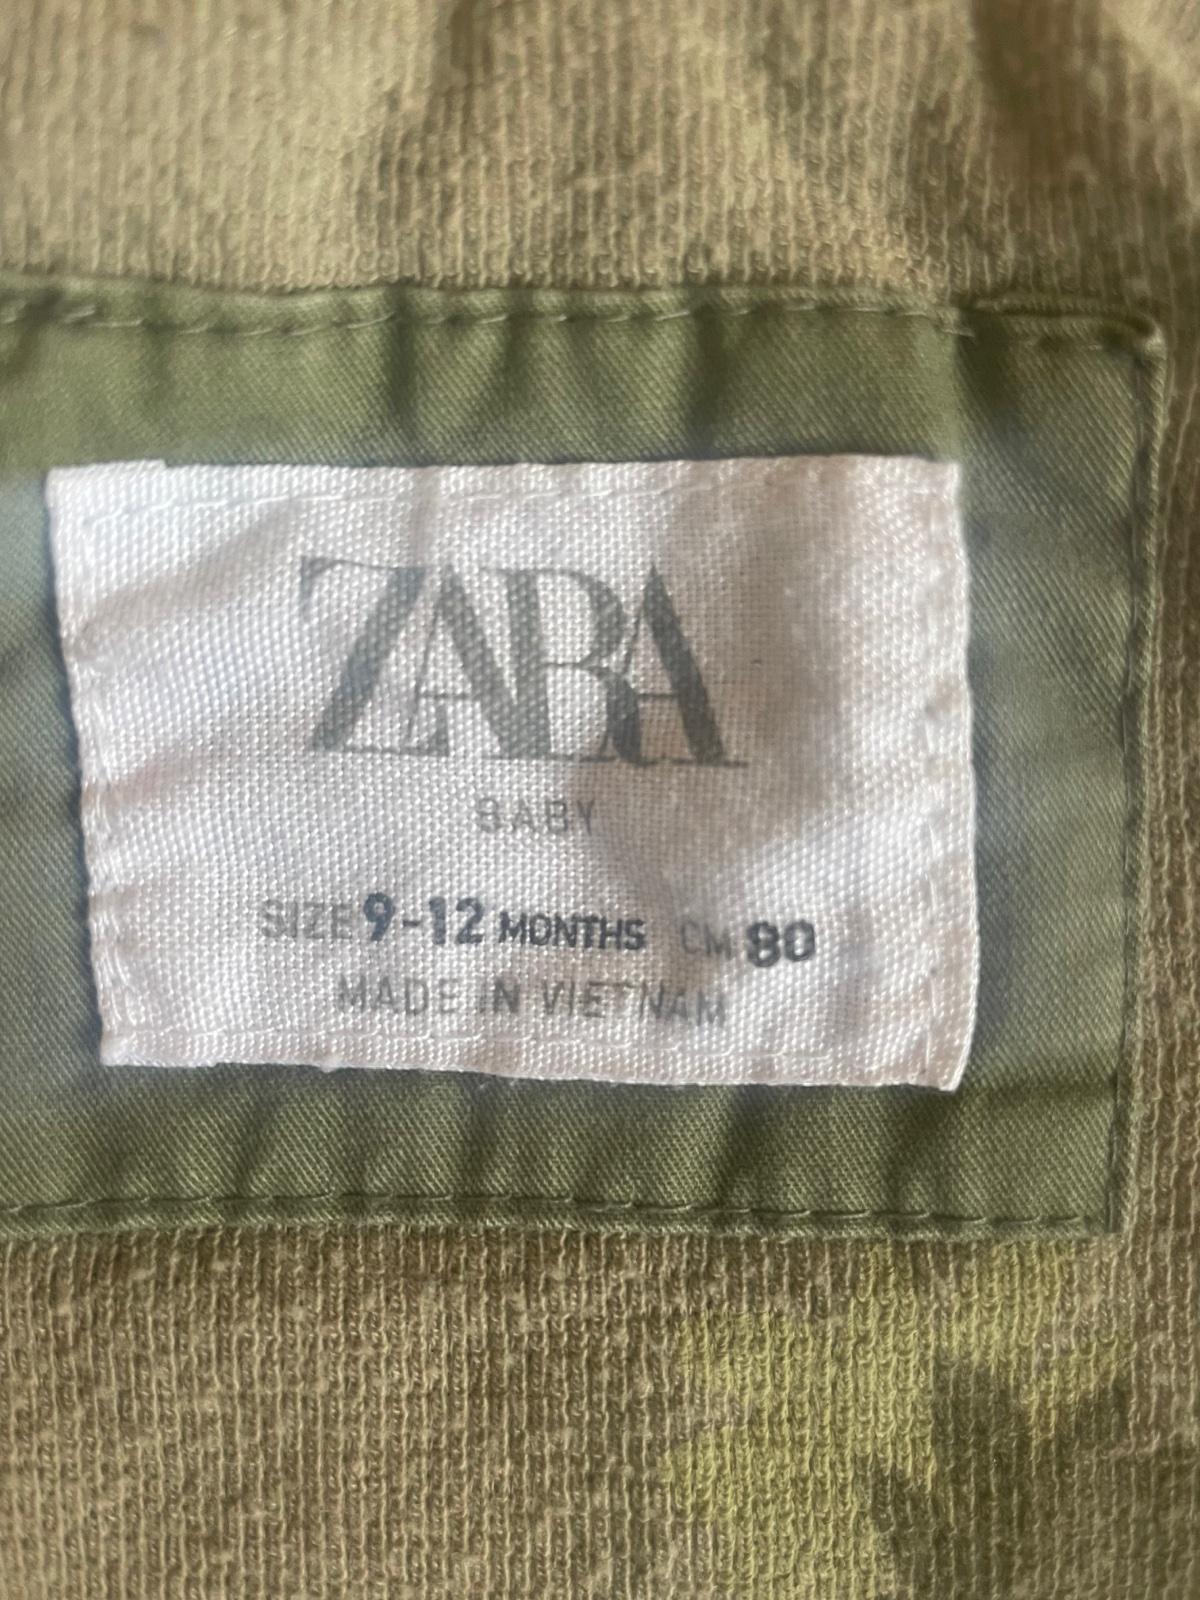 ZARA
BABY
SIZE 9-12 MONTHS CM 80
MADE IN VIETNAM